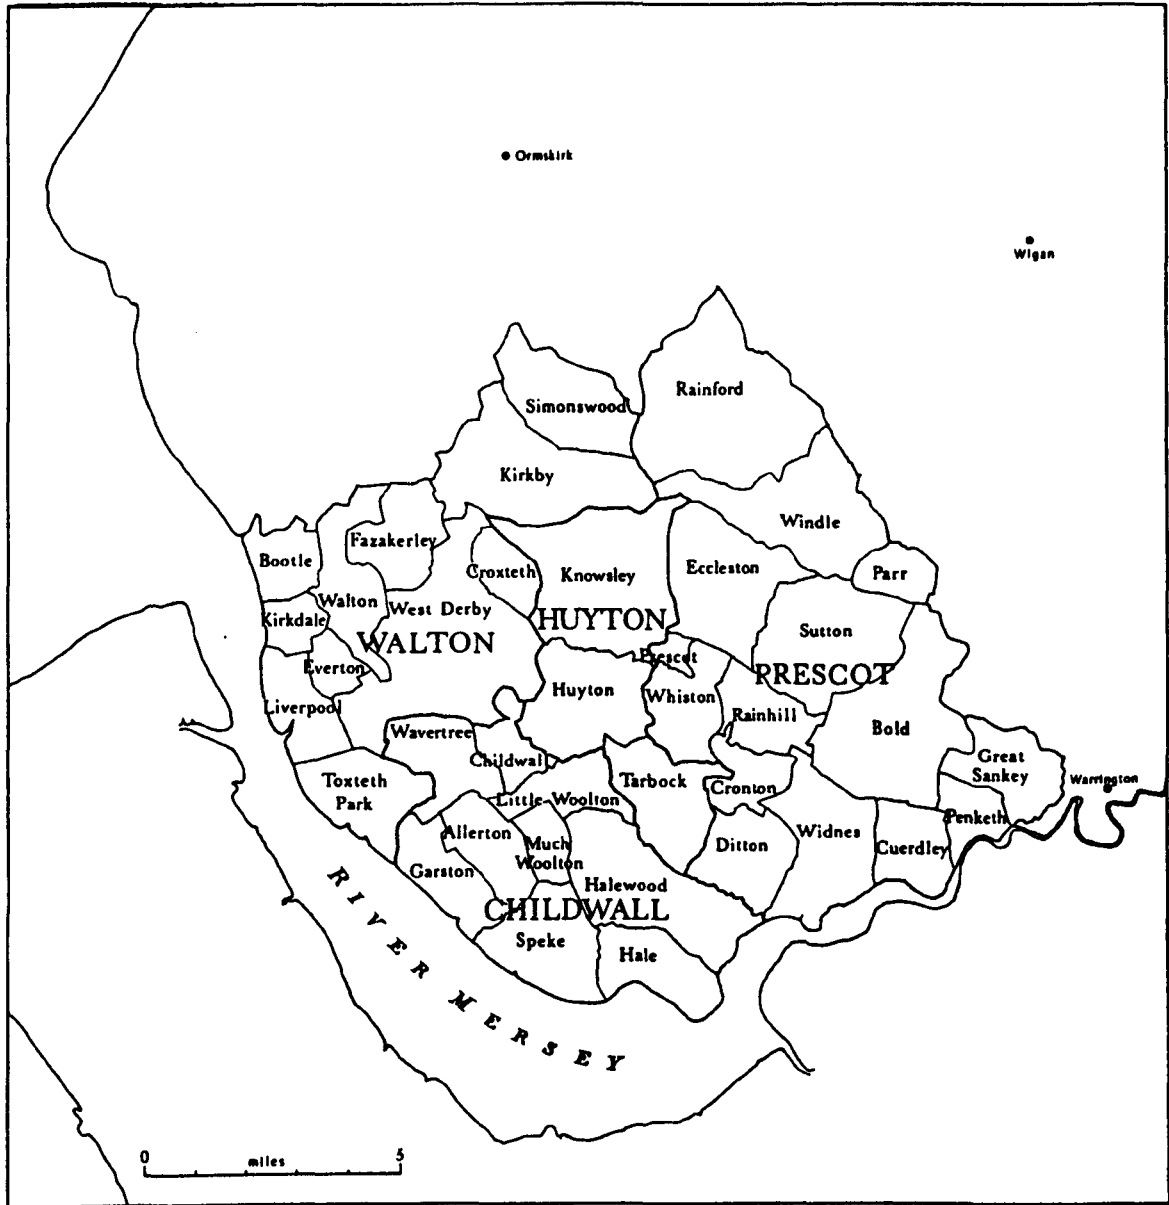 Ormskirk
Wigan
Rainford
Simonswood
Kirkby
Windle
Fazakerley
Bootle
Croxteth
Knowsley
Eccleston
Parr
Walton
West Derby
Kirkdale
HUYTON
Sutton
WALTON
Prescot
Everton
PRESCOT
Huyton
Whiston
Liverpool
Rainhill
Wavertree
Bold
Childwall
Great
Sankey
Toxteth
Park
Tarbock
Cronton
Warrington
Little Woolton
Penketh
Allerton
Much
Woolton
Widnes
Ditton
Cuerdley
Garston
Halewood
CHILDWALL
Speke
Hale
RIVER MERSEY
0 miles 5